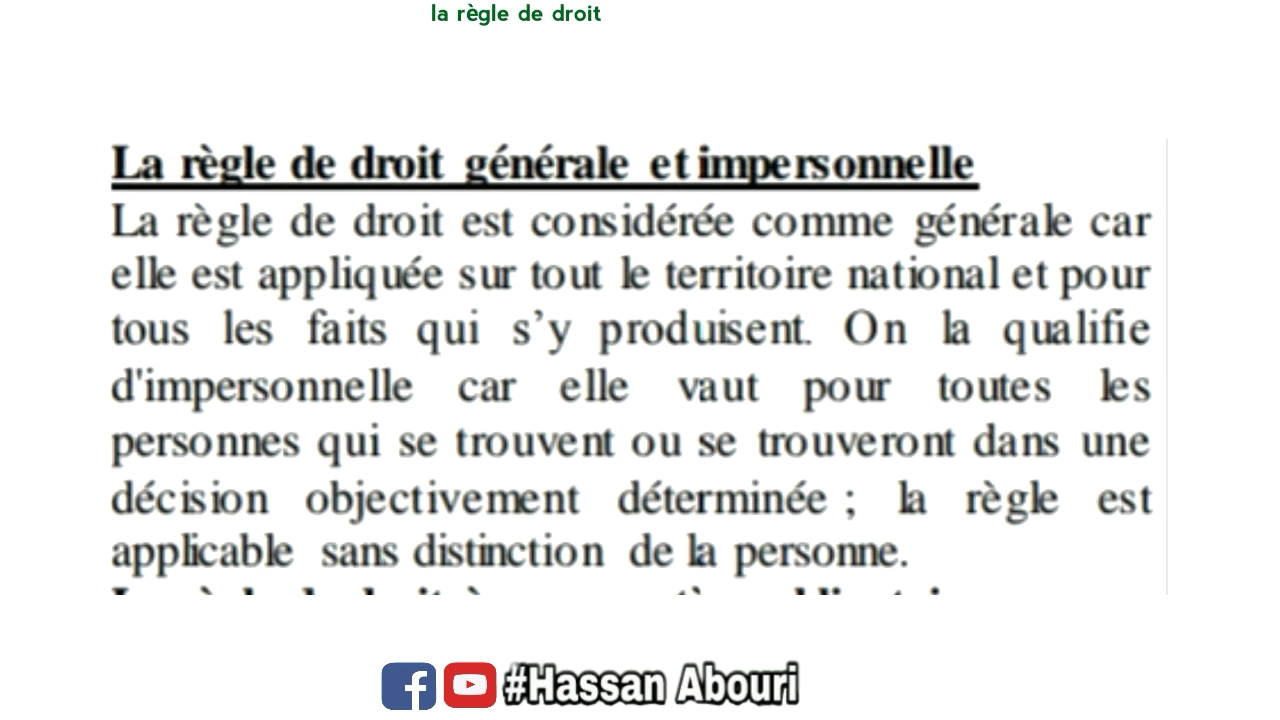 la règle de droit
La règle de droit générale et impersonnelle
La règle de droit est considérée comme générale car
elle est appliquée sur tout le territoire national et pour
tous les faits qui s’y produisent. On la qualifie
d'impersonnelle car elle vaut pour toutes les
personnes qui se trouvent ou se trouveront dans une
décision objectivement déterminée ; la règle est
applicable sans distinction de la personne.
#Hassan Abouri